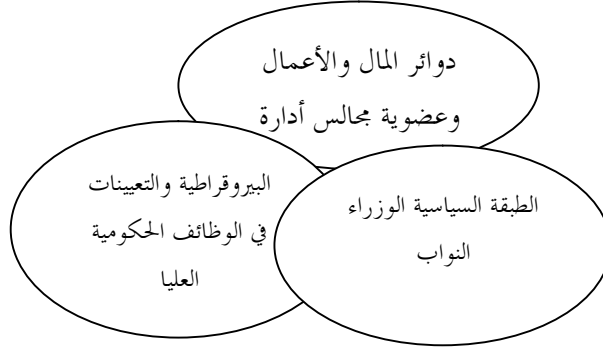 دوائر المال والأعمال
وعضوية مجالس أدارة
البيروقراطية والتعيينات
في الوظائف الحكومية
العليا
الطبقة السياسية الوزراء
النواب